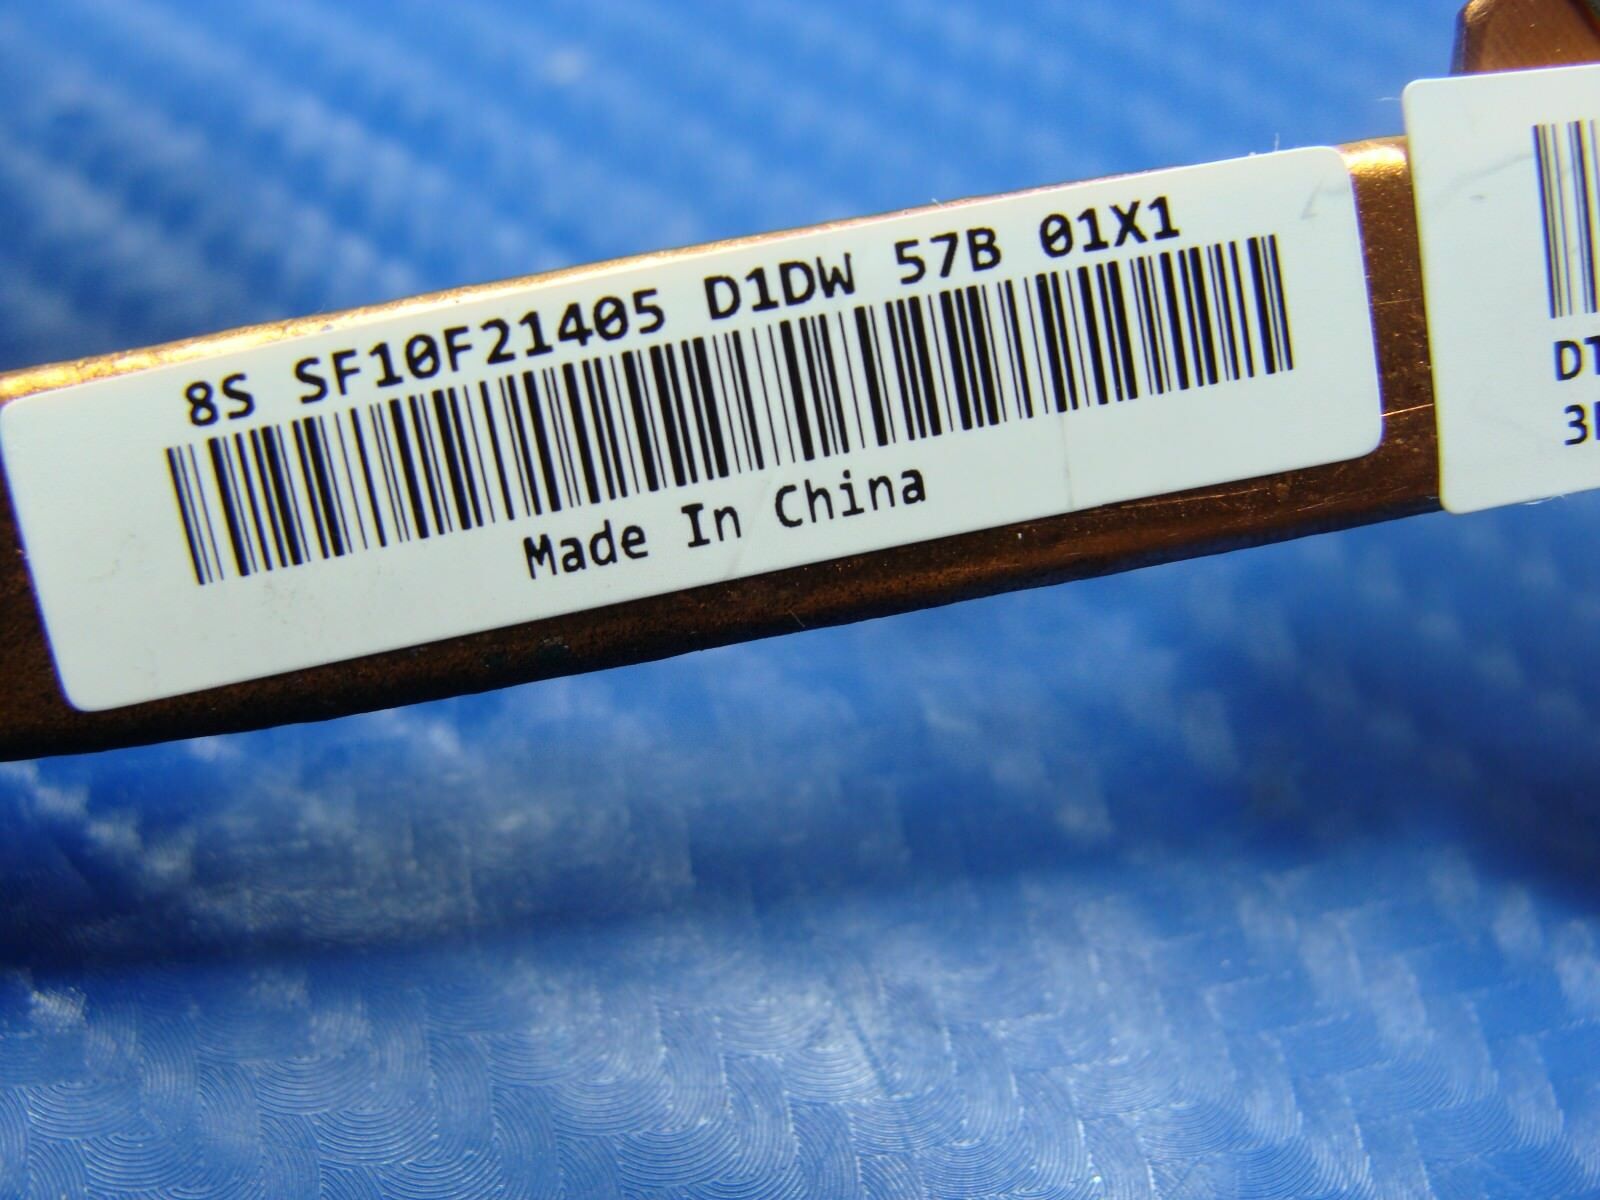 8S SF10F21405 D1DW 57B 01X1
Made In China